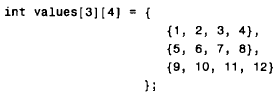 int values[3][4] = {
{1, 2, 3, 4},
{5, 6, 7, 8},
{9, 10, 11, 12}
};